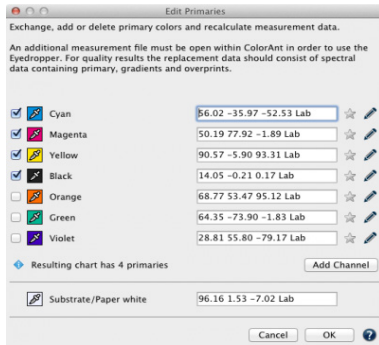 Edit Primaries
Exchange, add or delete primary colors and recalculate measurement data.
An additional measurement file must be open within ColorAnt in order to use the
Eyedropper. For quality results the replacement data should consist of spectral
data containing primary, gradients and overprints.
Cyan 56.02 -35.97 -52.53 Lab
Magenta 50.19 77.92 -1.89 Lab
Yellow 90.57 -5.90 93.31 Lab
Black 14.05 -0.21 0.17 Lab
Orange 68.77 53.47 95.12 Lab
Green 64.35 -73.90 -1.83 Lab
Violet 28.81 55.80 -79.17 Lab
Resulting chart has 4 primaries Add Channel
Substrate/Paper white 96.16 1.53 -7.02 Lab
Cancel OK ?